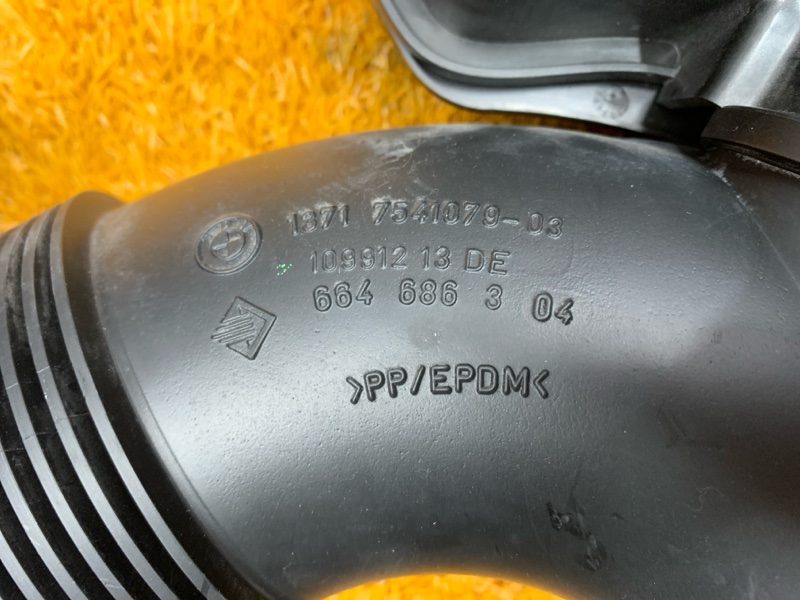 1371 7541079-03
109912 13 DE
664 686 3 04
>PP/EPDM<